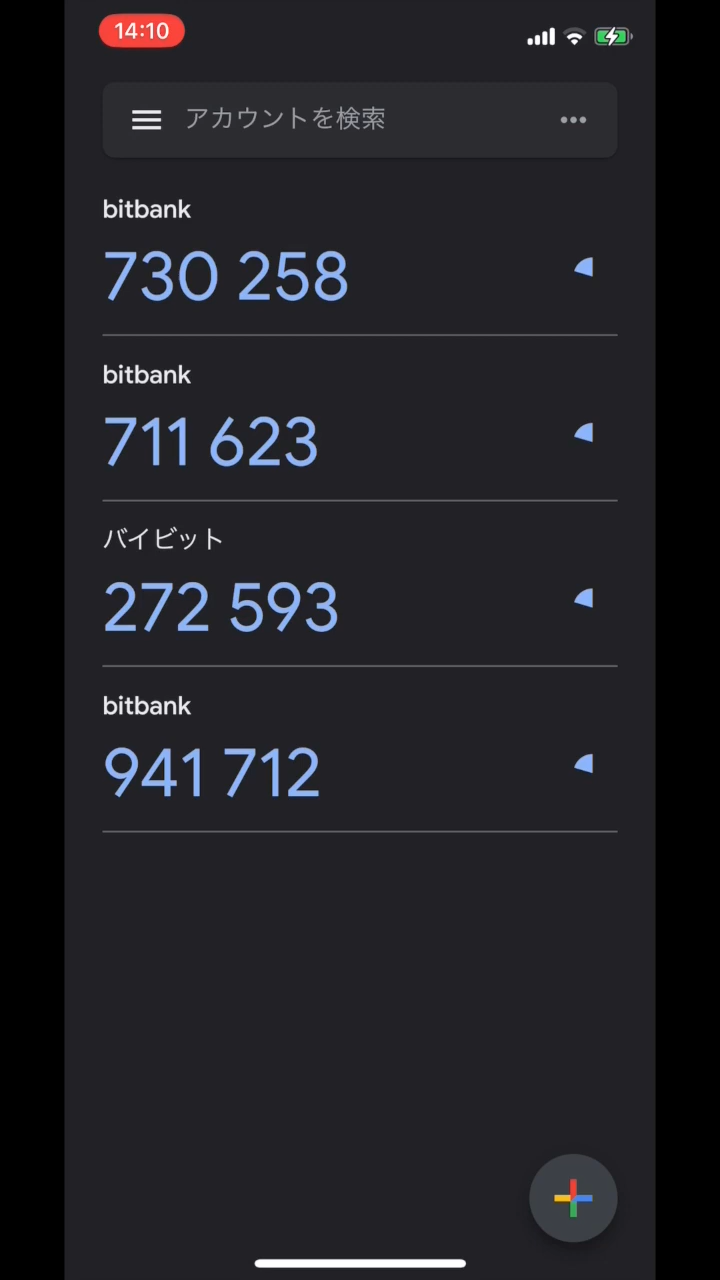 14:10
アカウントを検索
bitbank
730 258
bitbank
711 623
バイビット
272 593
bitbank
941 712